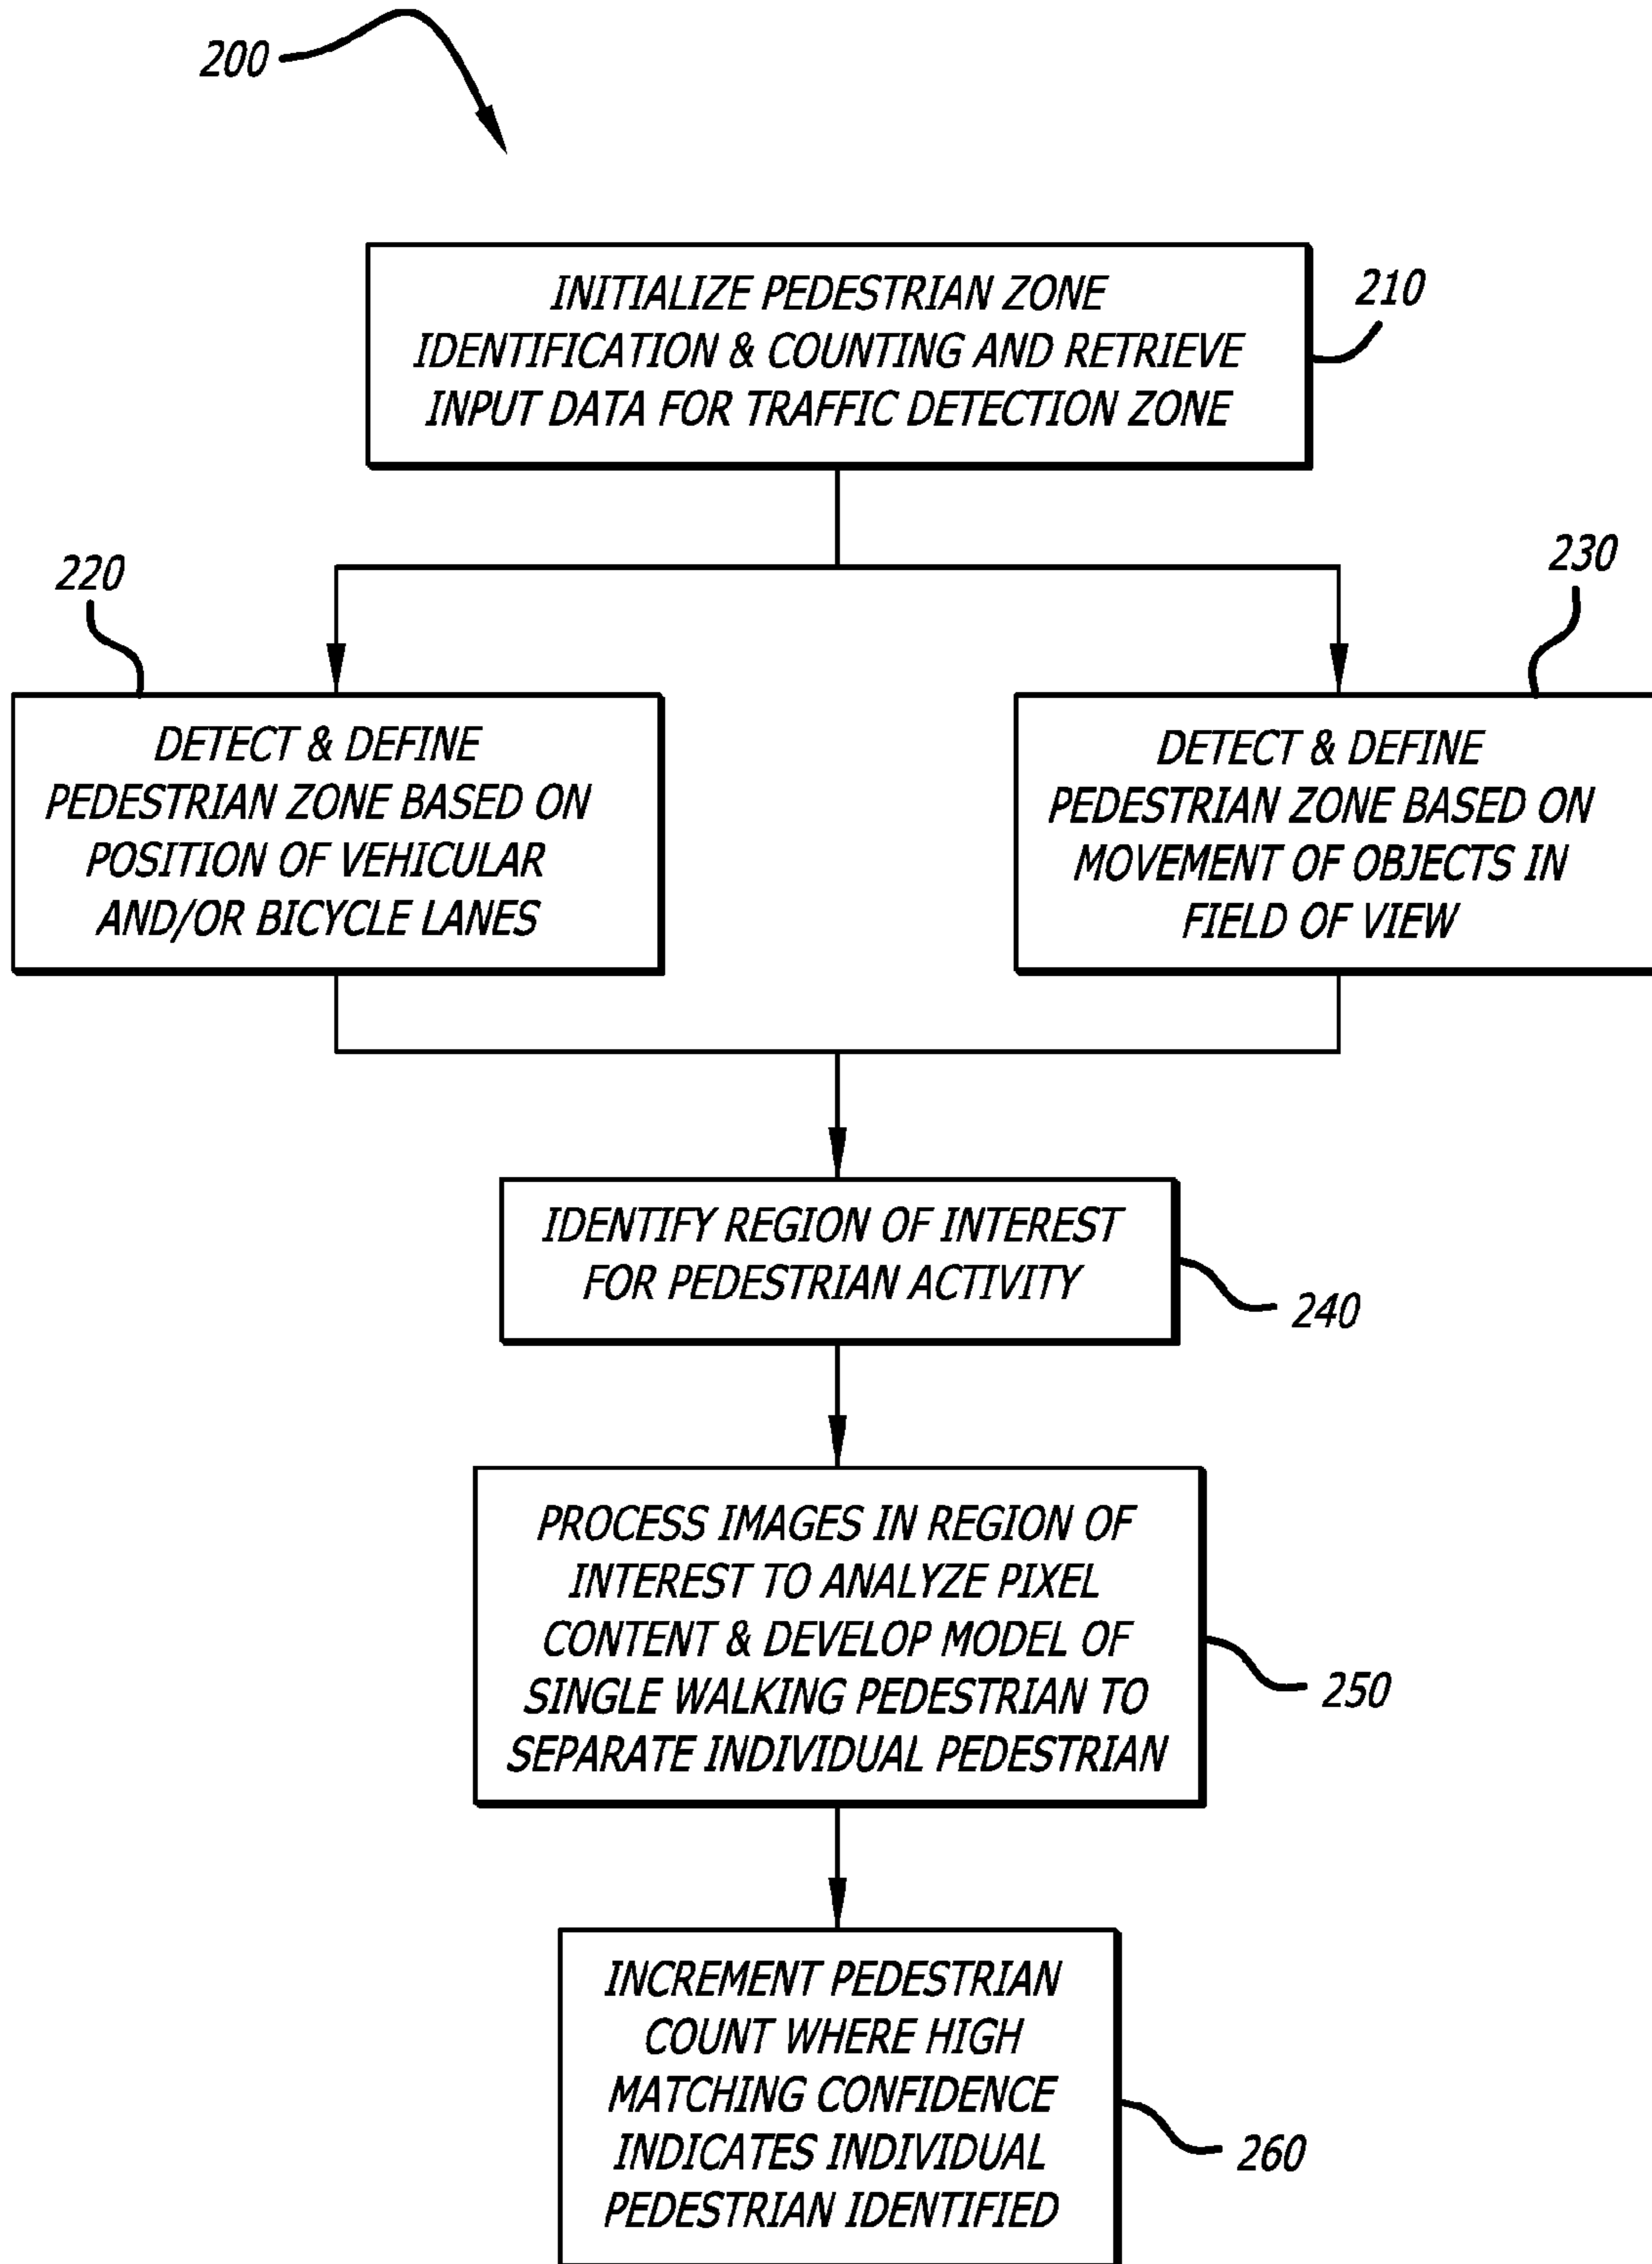 200
INITIALIZE PEDESTRIAN ZONE
IDENTIFICATION & COUNTING AND RETRIEVE
INPUT DATA FOR TRAFFIC DETECTION ZONE
210
220
DETECT & DEFINE
PEDESTRIAN ZONE BASED ON
POSITION OF VEHICULAR
AND/OR BICYCLE LANES
230
DETECT & DEFINE
PEDESTRIAN ZONE BASED ON
MOVEMENT OF OBJECTS IN
FIELD OF VIEW
IDENTIFY REGION OF INTEREST
FOR PEDESTRIAN ACTIVITY
240
PROCESS IMAGES IN REGION OF
INTEREST TO ANALYZE PIXEL
CONTENT & DEVELOP MODEL OF
SINGLE WALKING PEDESTRIAN TO
SEPARATE INDIVIDUAL PEDESTRIAN
250
INCREMENT PEDESTRIAN
COUNT WHERE HIGH
MATCHING CONFIDENCE
INDICATES INDIVIDUAL
PEDESTRIAN IDENTIFIED
260